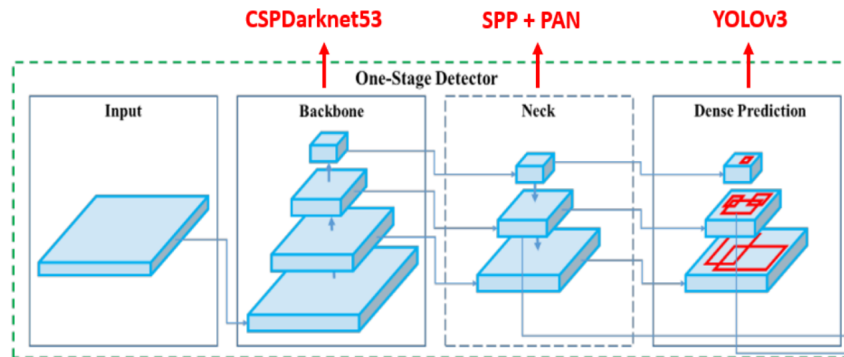 CSPDarknet53 SPP + PAN YOLOv3
One-Stage Detector
Input Backbone Neck Dense Prediction